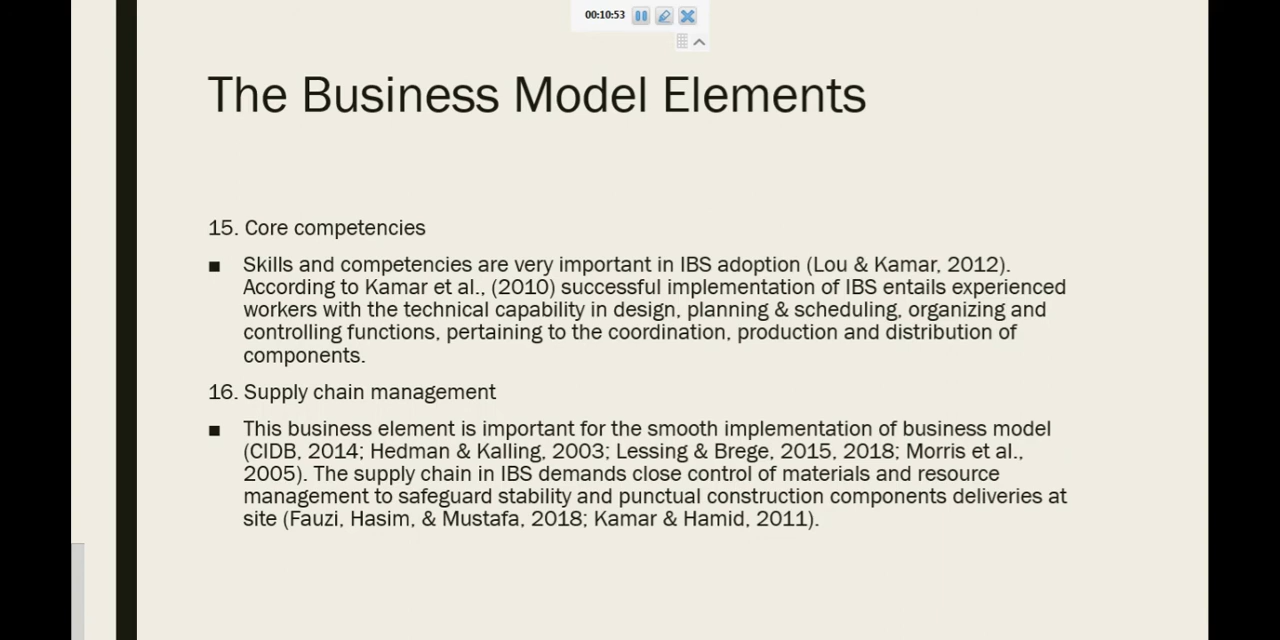 00:10:53
The Business Model Elements
15. Core competencies
■ Skills and competencies are very important in IBS adoption (Lou & Kamar, 2012).
According to Kamar et al., (2010) successful implementation of IBS entails experienced
workers with the technical capability in design, planning & scheduling, organizing and
controlling functions, pertaining to the coordination, production and distribution of
components.
16. Supply chain management
■ This business element is important for the smooth implementation of business model
(CIDB, 2014; Hedman & Kalling, 2003; Lessing & Brege, 2015, 2018; Morris et al.,
2005). The supply chain in IBS demands close control of materials and resource
management to safeguard stability and punctual construction components deliveries at
site (Fauzi, Hasim, & Mustafa, 2018; Kamar & Hamid, 2011).